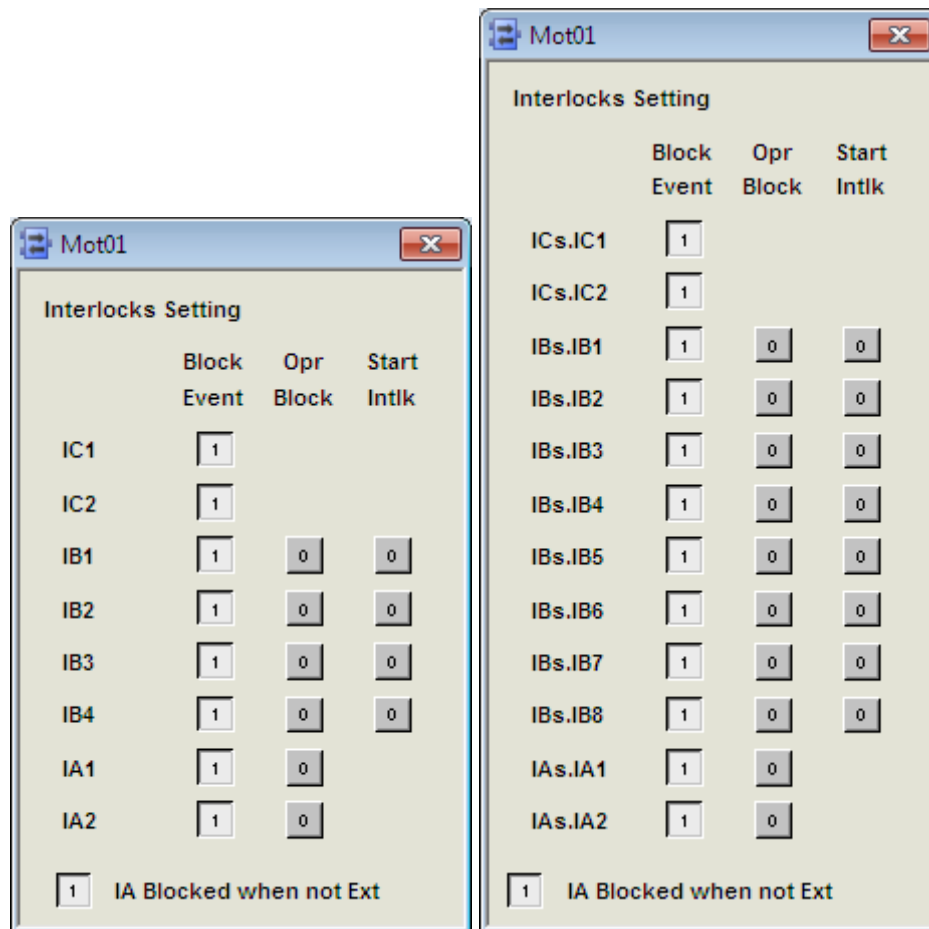 Mot01
Interlocks Setting
Block Opr Start
Event Block Intlk
IC1 1
IC2 1
IB1 1 0 0
IB2 1 0 0
IB3 1 0 0
IB4 1 0 0
IA1 1 0
IA2 1 0
1 IA Blocked when not Ext
Mot01
Interlocks Setting
Block Opr Start
Event Block Intlk
ICs.IC1 1
ICs.IC2 1
IBs.IB1 1 0 0
IBs.IB2 1 0 0
IBs.IB3 1 0 0
IBs.IB4 1 0 0
IBs.IB5 1 0 0
IBs.IB6 1 0 0
IBs.IB7 1 0 0
IBs.IB8 1 0 0
IAs.IA1 1 0
IAs.IA2 1 0
1 IA Blocked when not Ext